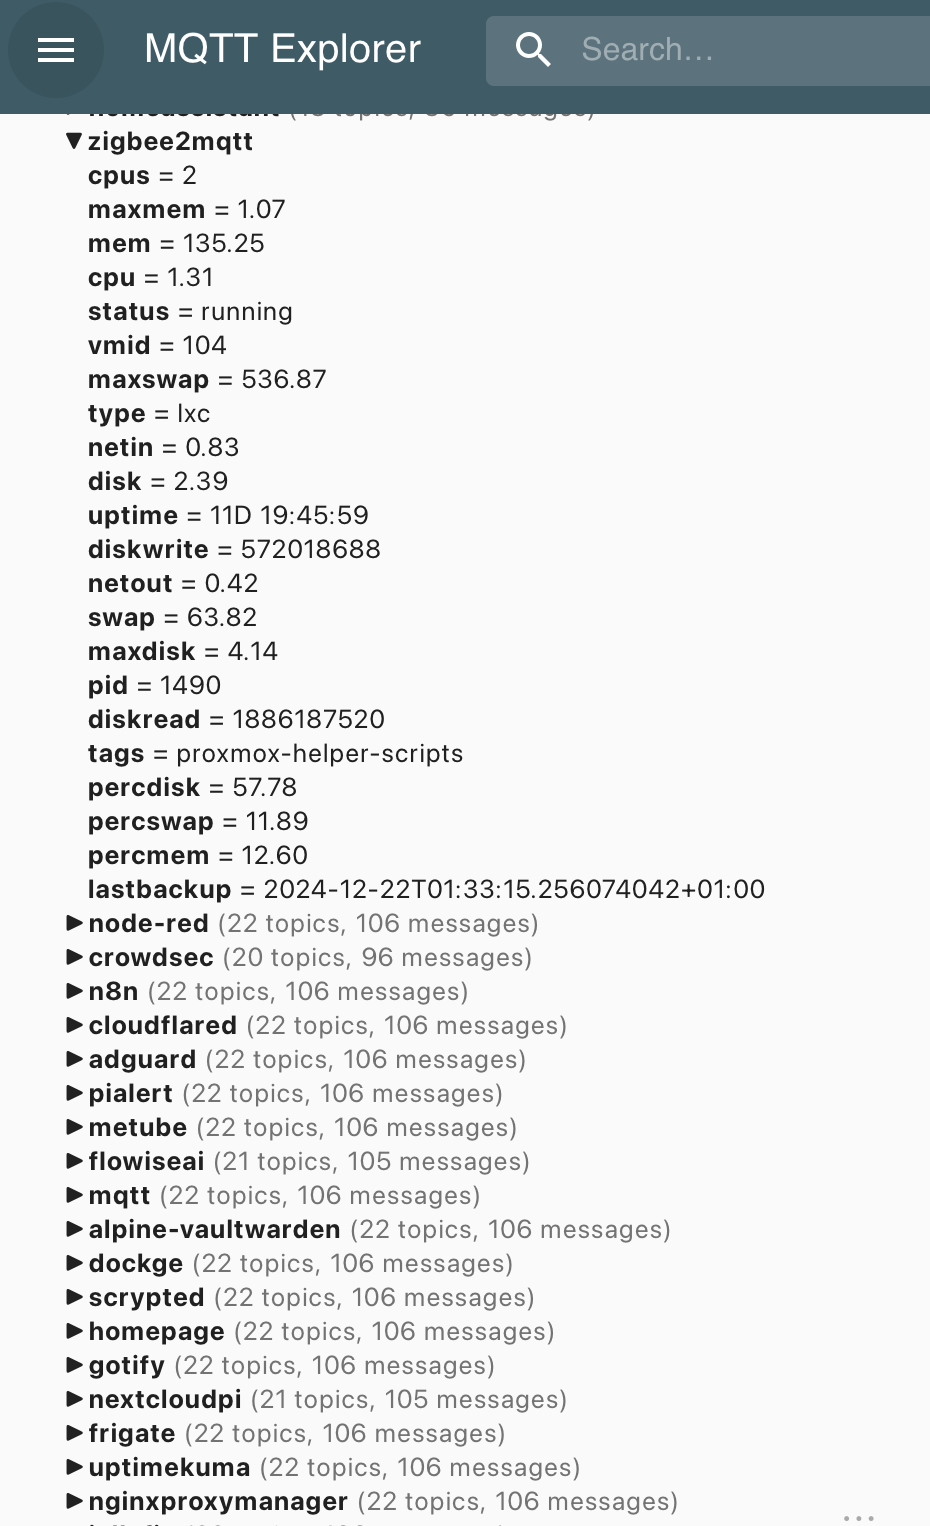 MQTT Explorer
Search...
▼ zigbee2mqtt
cpus = 2
maxmem = 1.07
mem = 135.25
cpu = 1.31
status = running
vmid = 104
maxswap = 536.87
type = lxc
netin = 0.83
disk = 2.39
uptime = 11D 19:45:59
diskwrite = 572018688
netout = 0.42
swap = 63.82
maxdisk = 4.14
pid = 1490
diskread = 1886187520
tags = proxmox-helper-scripts
percdisk = 57.78
percswap = 11.89
percmem = 12.60
lastbackup = 2024-12-22T01:33:15.256074042+01:00
▶ node-red (22 topics, 106 messages)
▶ crowdsec (20 topics, 96 messages)
▶ n8n (22 topics, 106 messages)
▶ cloudflared (22 topics, 106 messages)
▶ adguard (22 topics, 106 messages)
▶ pialert (22 topics, 106 messages)
▶ metube (22 topics, 106 messages)
▶ flowiseai (21 topics, 105 messages)
▶ mqtt (22 topics, 106 messages)
▶ alpine-vaultwarden (22 topics, 106 messages)
▶ dockge (22 topics, 106 messages)
▶ scrypted (22 topics, 106 messages)
▶ homepage (22 topics, 106 messages)
▶ gotify (22 topics, 106 messages)
▶ nextcloudpi (21 topics, 105 messages)
▶ frigate (22 topics, 106 messages)
▶ uptimekuma (22 topics, 106 messages)
▶ nginxproxymanager (22 topics, 106 messages)